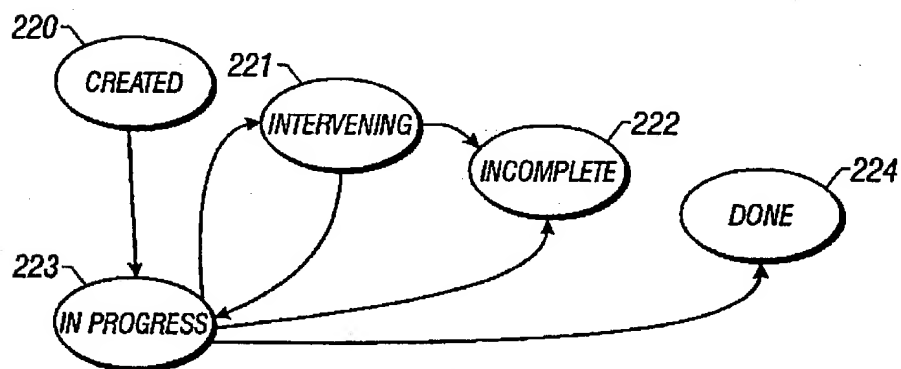 220
CREATED
221
INTERVENING
222
INCOMPLETE
224
DONE
223
IN PROGRESS